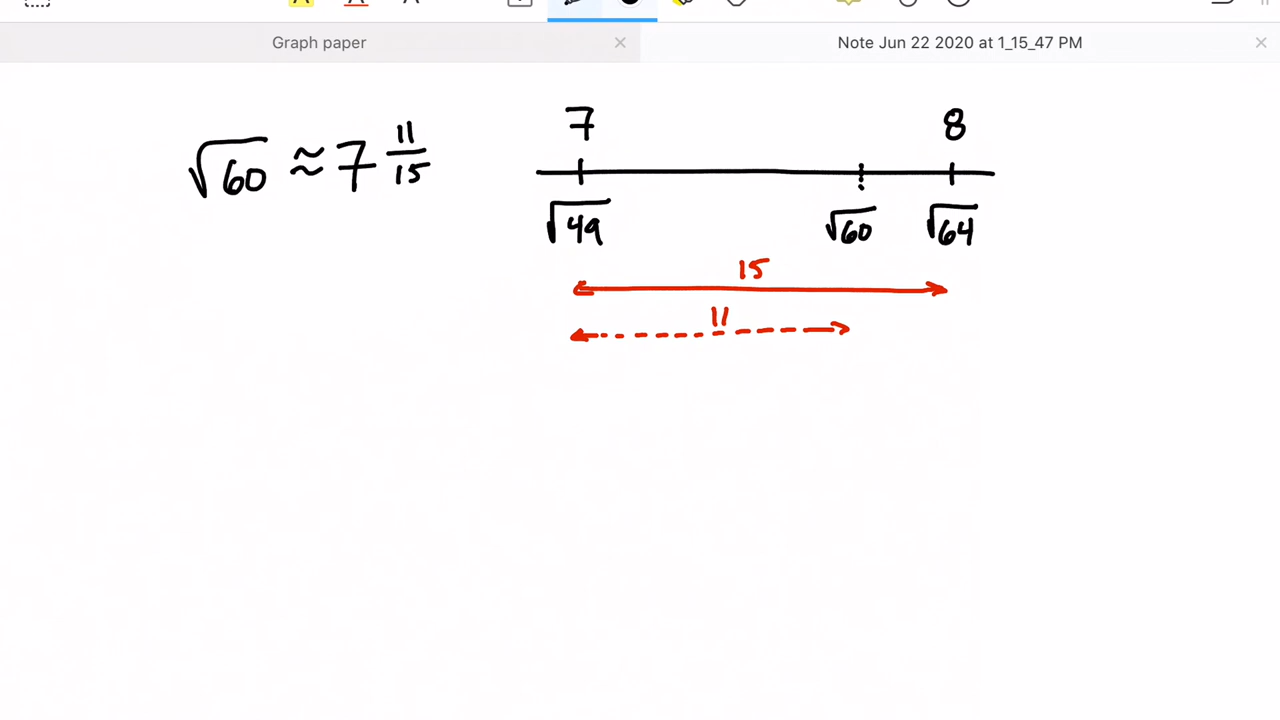 Graph paper
Note Jun 22 2020 at 1_15_47 PM
√60 ≈ 7 11/15
7 8
√49 √60 √64
15
11